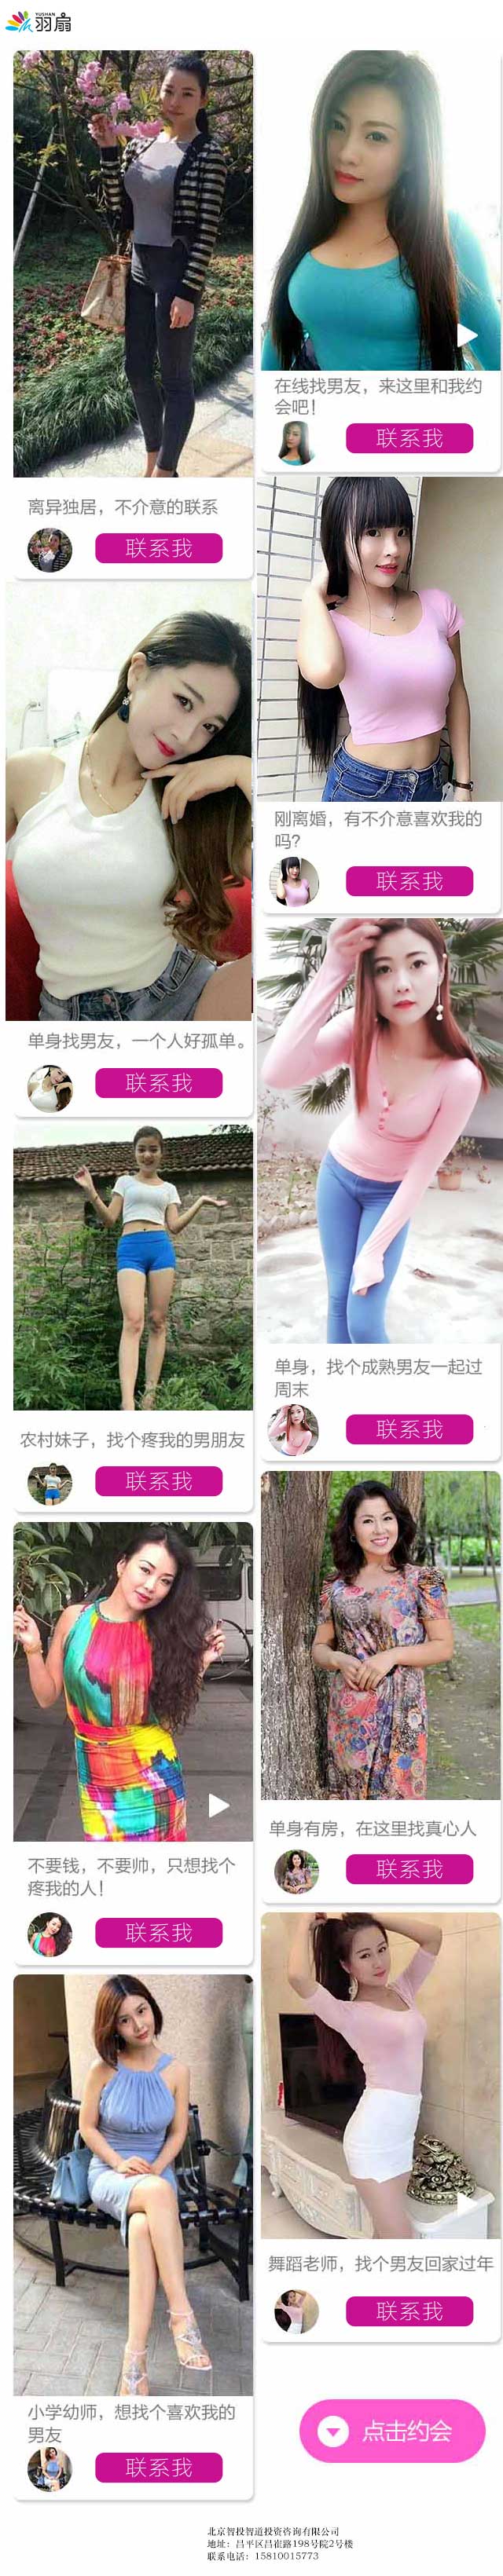 YUSHAN
羽扇
在线找男友，来这里和我约
会吧！
联系我
离异独居，不介意的联系
联系我
刚离婚，有不介意喜欢我的
吗？
联系我
单身找男友，一个人好孤单。
联系我
单身，找个成熟男友一起过
周末
联系我
农村妹子，找个疼我的男朋友
联系我
单身有房，在这里找真心人
联系我
不要钱，不要帅，只想找个
疼我的人！
联系我
舞蹈老师，找个男友回家过年
联系我
小学幼师，想找个喜欢我的
男友
联系我
点击约会
北京智投智道投资咨询有限公司
地址：昌平区昌崔路198号院2号楼
联系电话：15810015773